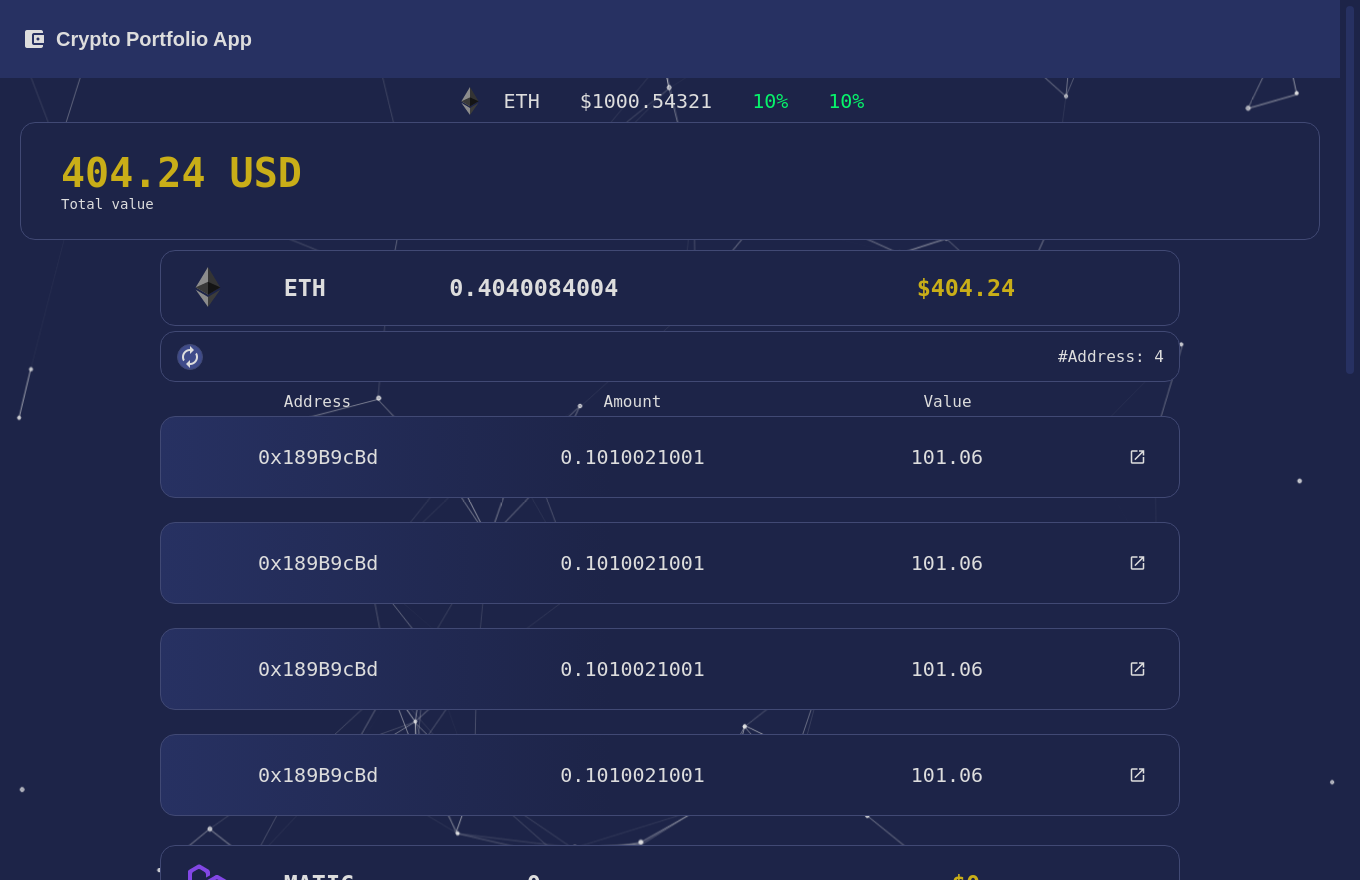 Crypto Portfolio App
ETH $1000.54321 10% 10%
404.24 USD
Total value
ETH 0.4040084004 $404.24
#Address: 4
Address Amount Value
0x189B9cBd 0.1010021001 101.06
0x189B9cBd 0.1010021001 101.06
0x189B9cBd 0.1010021001 101.06
0x189B9cBd 0.1010021001 101.06
MATIC 0 $0